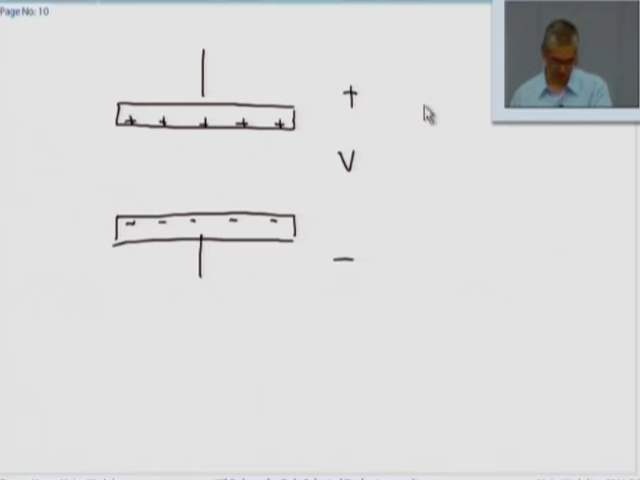 Page No: 10
+
+ + + + +
V
- - - - -
-